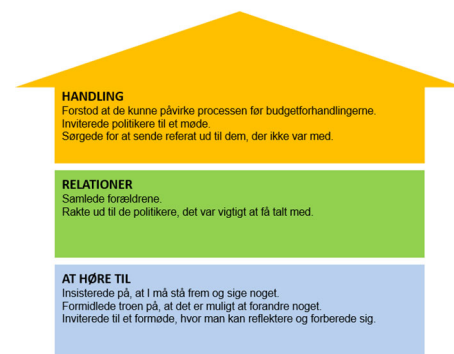 HANDLING
Forstod at de kunne påvirke processen før budgetforhandlingerne.
Inviterede politikere til et møde.
Sørgede for at sende referat ud til dem, der ikke var med.
RELATIONER
Samlede forældrene.
Rakte ud til de politikere, det var vigtigt at få talt med.
AT HØRE TIL
Insisterede på, at I må stå frem og sige noget.
Formidlede troen på, at det er muligt at forandre noget.
Inviterede til et formøde, hvor man kan reflektere og forberede sig.